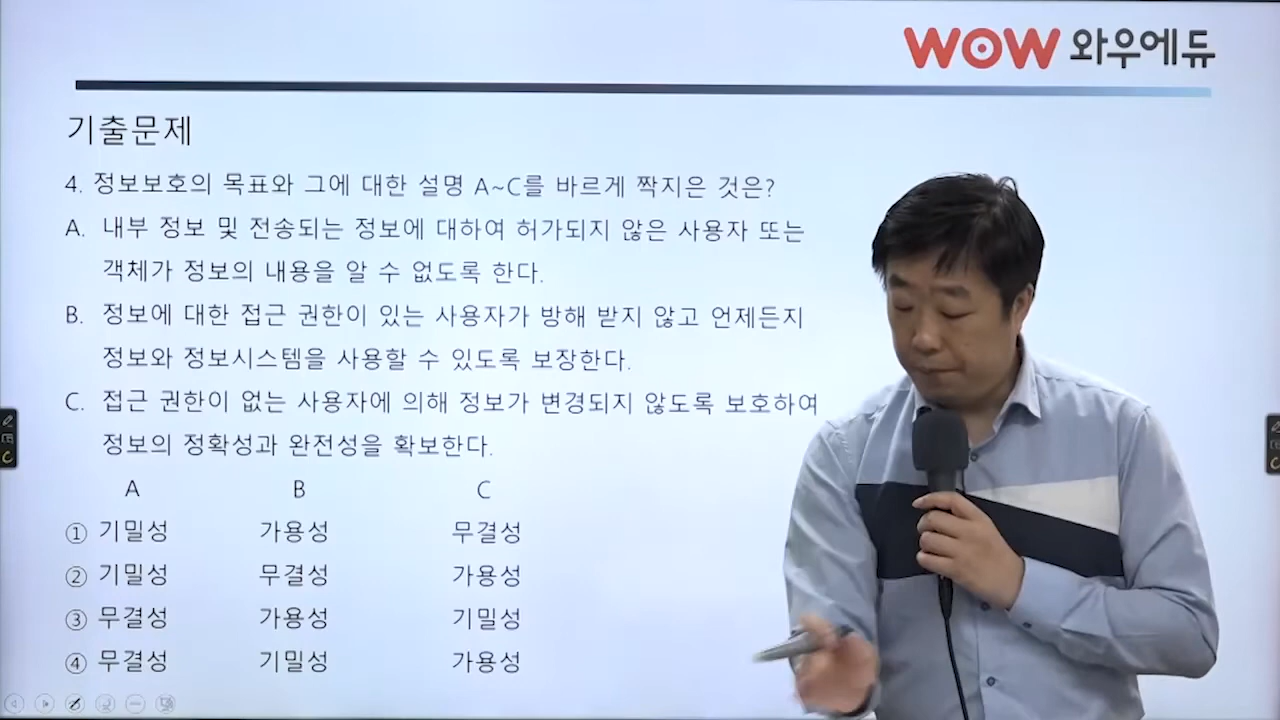 WOW 와우에듀
기출문제
4. 정보보호의 목표와 그에 대한 설명 A~C를 바르게 짝지은 것은?
A. 내부 정보 및 전송되는 정보에 대하여 허가되지 않은 사용자 또는
객체가 정보의 내용을 알 수 없도록 한다.
B. 정보에 대한 접근 권한이 있는 사용자가 방해 받지 않고 언제든지
정보와 정보시스템을 사용할 수 있도록 보장한다.
C. 접근 권한이 없는 사용자에 의해 정보가 변경되지 않도록 보호하여
정보의 정확성과 완전성을 확보한다.
A B C
① 기밀성 가용성 무결성
② 기밀성 무결성 가용성
③ 무결성 가용성 기밀성
④ 무결성 기밀성 가용성